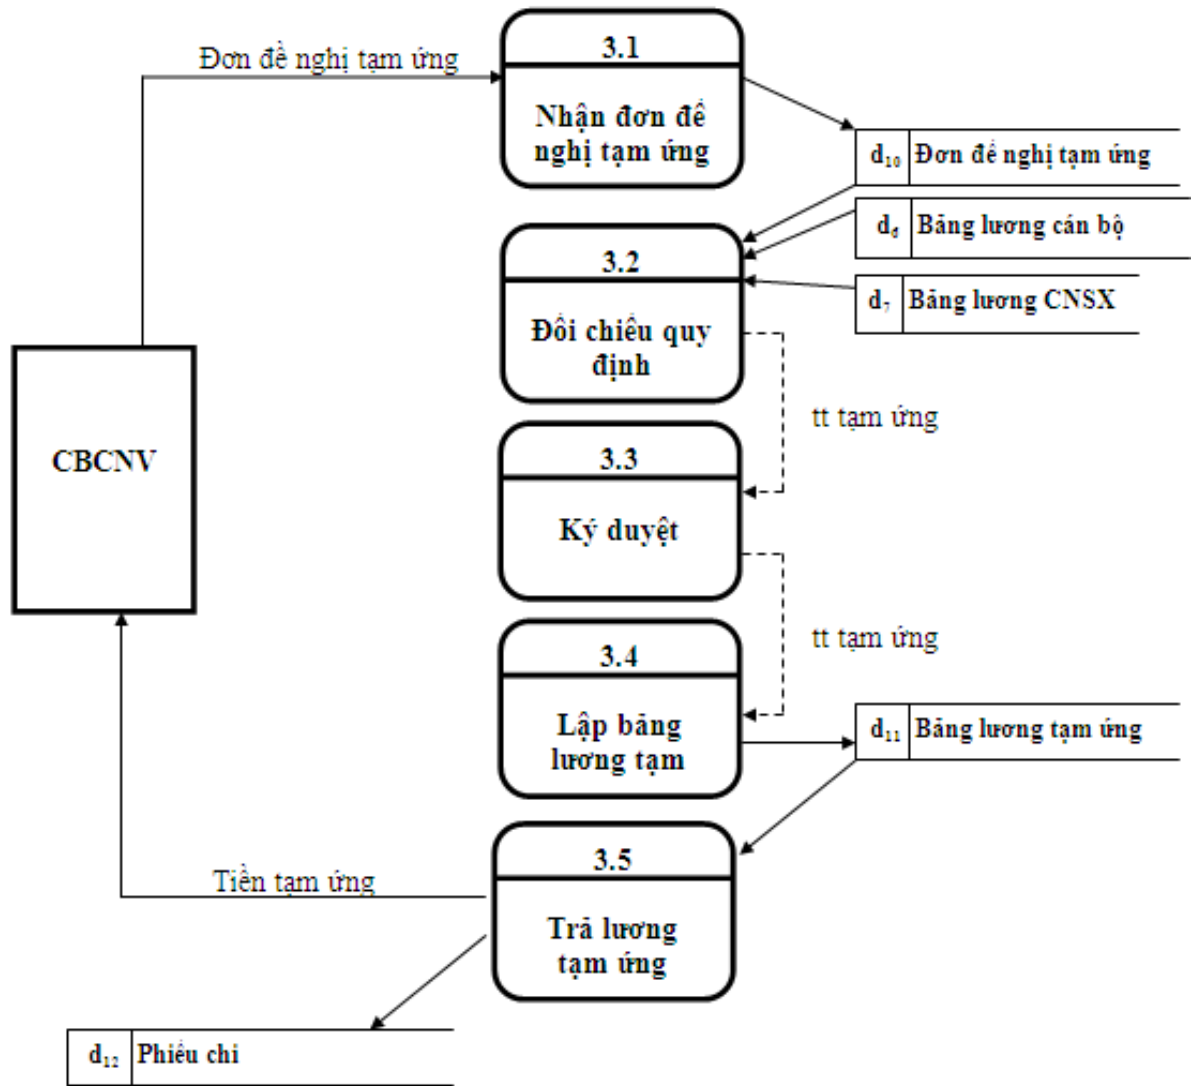 Đơn đề nghị tạm ứng
3.1
Nhận đơn đề
nghị tạm ứng
d₁₀ Đơn đề nghị tạm ứng
d₆ Bảng lương cán bộ
3.2
d₇ Bảng lương CNSX
Đối chiếu quy
định
tt tạm ứng
CBCNV
3.3
Ký duyệt
tt tạm ứng
3.4
d₁₁ Bảng lương tạm ứng
Lập bảng
lương tạm
3.5
Tiền tạm ứng
Trả lương
tạm ứng
d₁₂ Phiếu chi